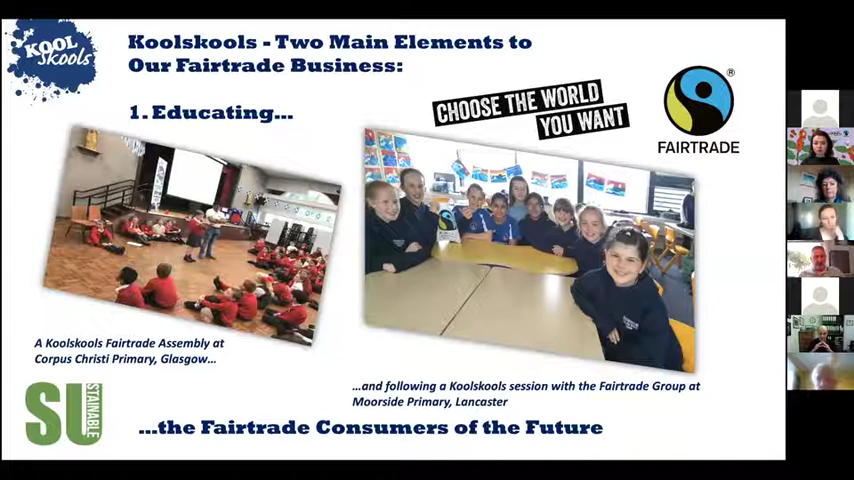 KOOL
Skools
Koolskools - Two Main Elements to
Our Fairtrade Business:
1. Educating...
CHOOSE THE WORLD
YOU WANT
®
FAIRTRADE
A Koolskools Fairtrade Assembly at
Corpus Christi Primary, Glasgow...
...and following a Koolskools session with the Fairtrade Group at
Moorside Primary, Lancaster
SUSTAINABLE
...the Fairtrade Consumers of the Future